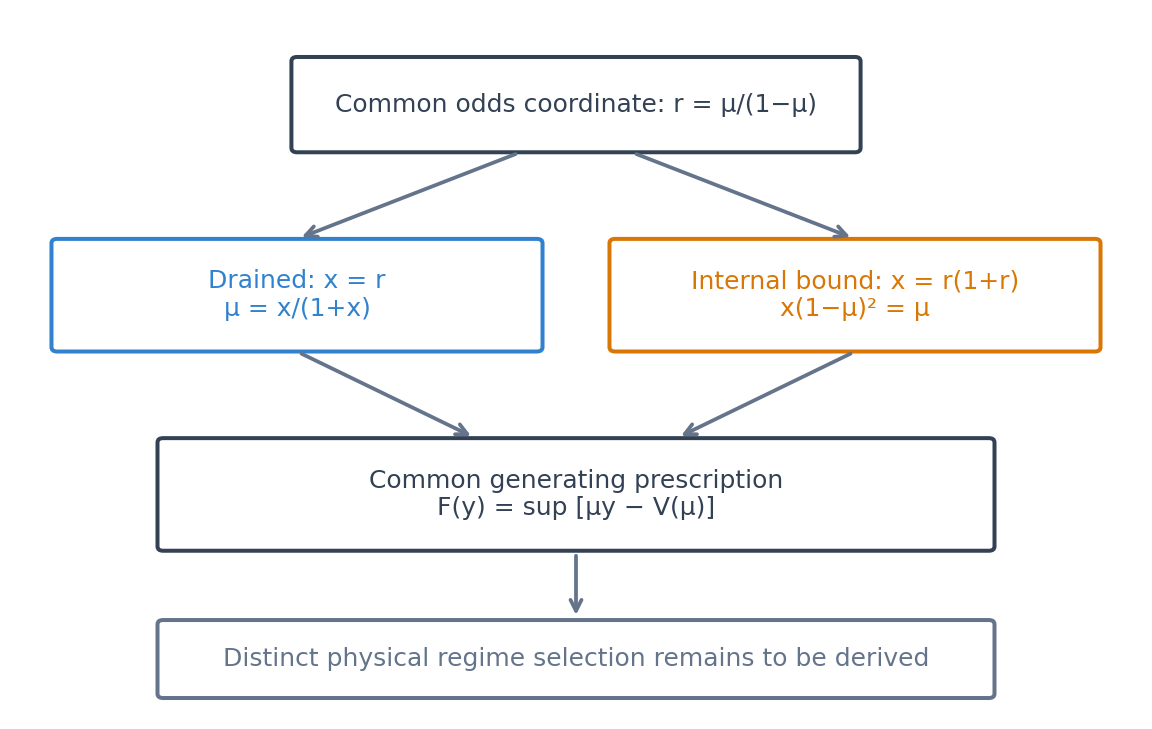 Common odds coordinate: r = μ/(1−μ)
Drained: x = r
μ = x/(1+x)
Internal bound: x = r(1+r)
x(1−μ)² = μ
Common generating prescription
F(y) = sup [μy − V(μ)]
Distinct physical regime selection remains to be derived